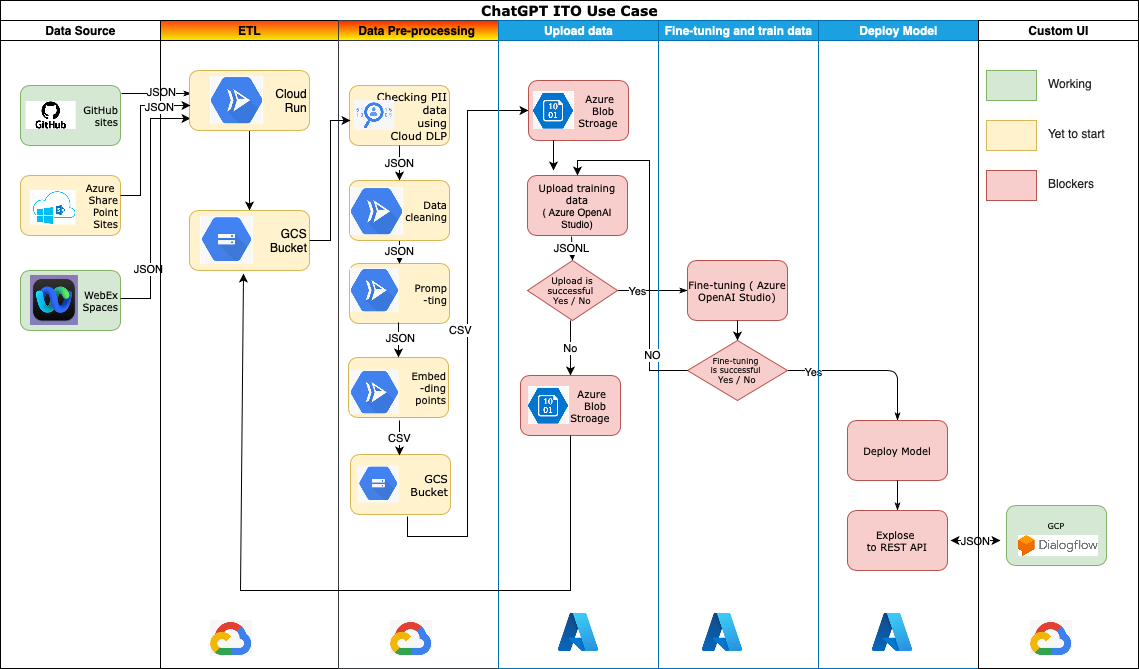 ChatGPT ITO Use Case
Data Source
ETL
Data Pre-processing
Upload data
Fine-tuning and train data
Deploy Model
Custom UI
GitHub
GitHub
sites
JSON
JSON
JSON
Azure
Share
Point
Sites
WebEx
Spaces
Cloud
Run
GCS
Bucket
Checking PII
data
using
Cloud DLP
JSON
Data
cleaning
JSON
Promp
-ting
JSON
Embed
-ding
points
CSV
GCS
Bucket
CSV
10
01
Azure
Blob
Stroage
Upload training
data
( Azure OpenAI
Studio)
JSONL
Upload is
successful
Yes / No
Yes
No
10
01
Azure
Blob
Stroage
Fine-tuning ( Azure
OpenAI Studio)
Fine-tuning
is successful
Yes / No
NO
Yes
Deploy Model
Explose
to REST API
JSON
GCP
Dialogflow
Working
Yet to start
Blockers